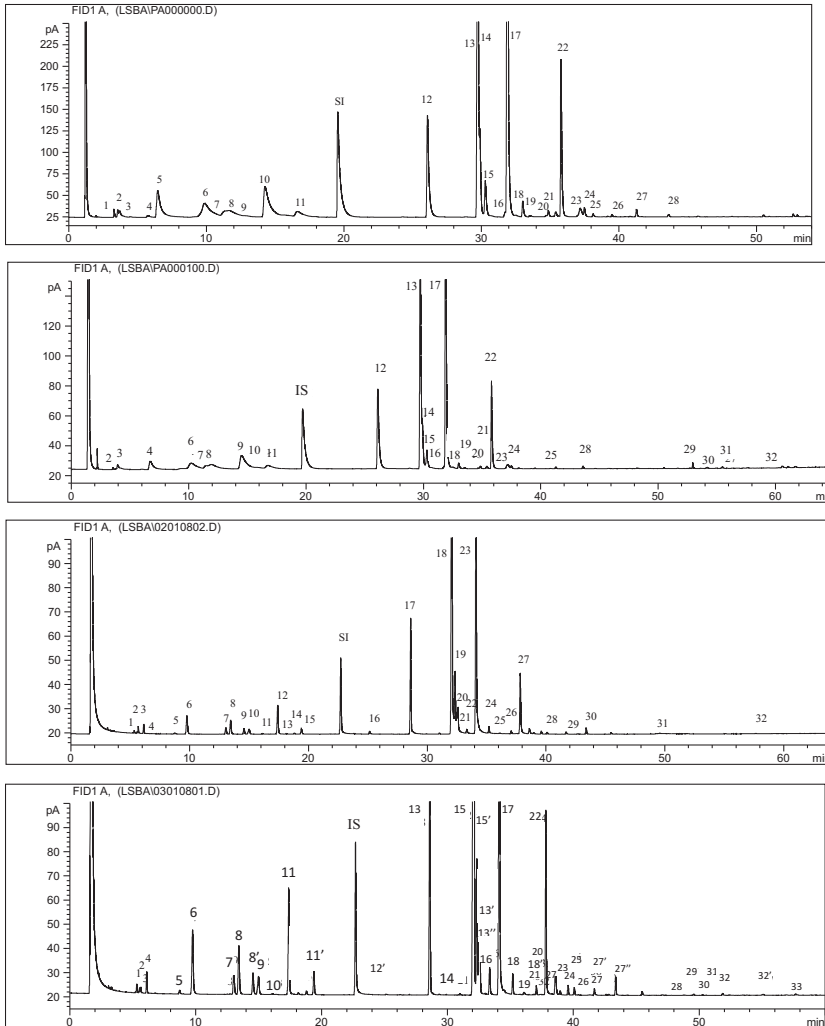 FID1 A, (LSBA\PA000000.D)
pA
225
200
175
150
125
100
75
50
25
1 2 3 4 5 6 7 8 9 10 11 SI 12 13 14 15 16 17 18 19 20 21 22 23 24 25 26 27 28
0 10 20 30 40 50 min
FID1 A, (LSBA\PA000100.D)
pA
120
100
80
60
40
20
2 3 4 6 7 8 9 10 11 IS 12 13 14 15 16 17 18 19 20 21 22 23 24 25 28 29 30 31 32
0 10 20 30 40 50 60 m
FID1 A, (LSBA\02010802.D)
pA
90
80
70
60
50
40
30
20
1 2 3 4 5 6 7 8 9 10 11 12 13 14 15 SI 16 17 18 19 20 21 22 23 24 25 26 27 28 29 30 31 32
0 10 20 30 40 50 60 min
FID1 A, (LSBA\03010801.D)
pA
90
80
70
60
50
40
30
20
1 2 4 5 6 7 8 8' 9 10 11 11' IS 12' 13 14 15 15' 13' 13'' 16 17 18 19 20 18' 21 22 27 23 24 25 26 27' 27 27'' 28 29 30 31 32 32' 33
0 10 20 30 40 50 min